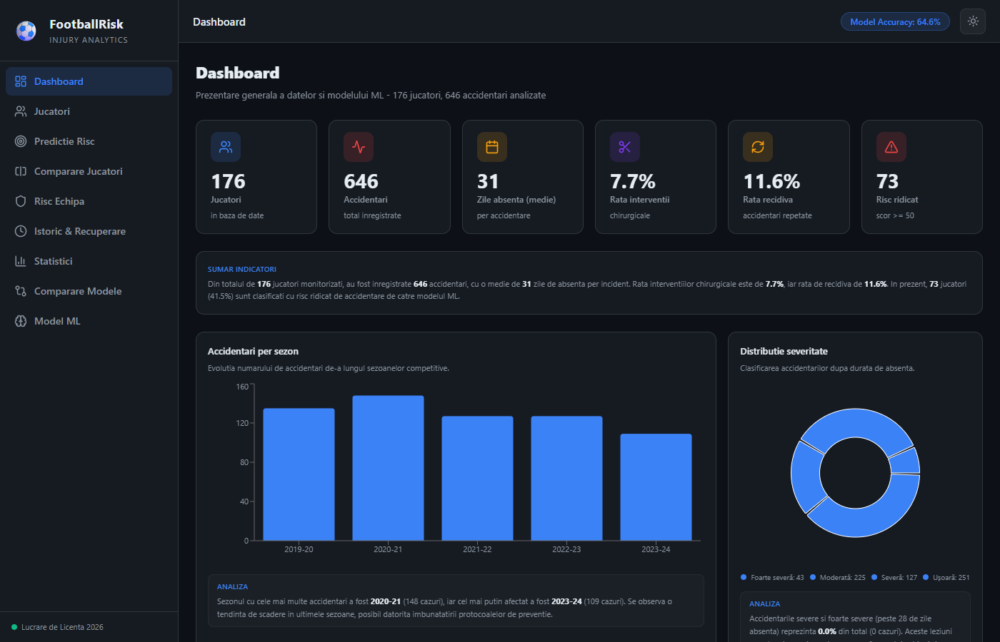 FootballRisk
INJURY ANALYTICS
Dashboard
Jucatori
Predictie Risc
Comparare Jucatori
Risc Echipa
Istoric & Recuperare
Statistici
Comparare Modele
Model ML
Lucrare de Licenta 2026
Dashboard
Model Accuracy: 64.6%
Dashboard
Prezentare generala a datelor si modelului ML - 176 jucatori, 646 accidentari analizate
176
Jucatori
in baza de date
646
Accidentari
total inregistrate
31
Zile absenta (medie)
per accidentare
7.7%
Rata interventii
chirurgicale
11.6%
Rata recidiva
accidentari repetate
73
Risc ridicat
scor >= 50
SUMAR INDICATORI
Din totalul de 176 jucatori monitorizati, au fost inregistrate 646 accidentari, cu o medie de 31 zile de absenta per incident. Rata interventiilor chirurgicale este de 7.7%, iar rata de recidiva de 11.6%. In prezent, 73 jucatori
(41.5%) sunt clasificati cu risc ridicat de accidentare de catre modelul ML.
Accidentari per sezon
Evolutia numarului de accidentari de-a lungul sezoanelor competitive.
160
120
80
40
0
2019-20 2020-21 2021-22 2022-23 2023-24
ANALIZA
Sezonul cu cele mai multe accidentari a fost 2020-21 (148 cazuri), iar cel mai putin afectat a fost 2023-24 (109 cazuri). Se observa o
tendinta de scadere in ultimele sezoane, posibil datorita imbunatatirii protocoalelor de preventie.
Distributie severitate
Clasificarea accidentarilor dupa durata de absenta.
Foarte severă: 43 Moderată: 225 Severă: 127 Ușoară: 251
ANALIZA
Accidentarile severe si foarte severe (peste 28 de zile
absenta) reprezinta 0.0% din total (0 cazuri). Aceste leziuni